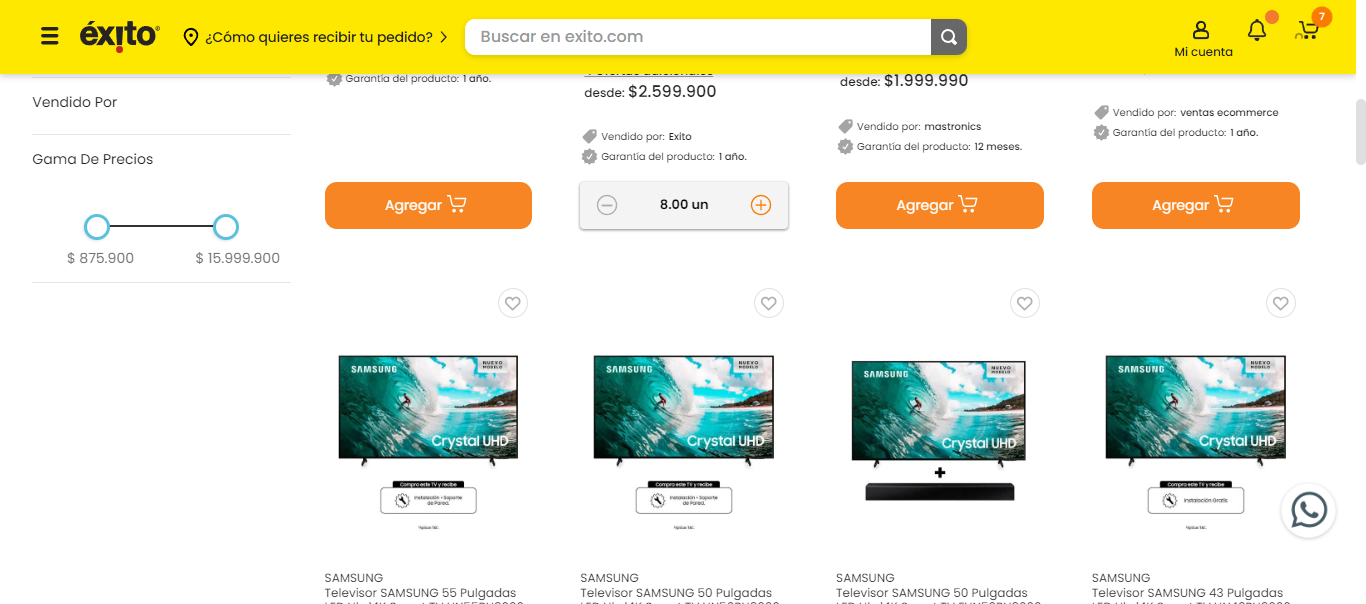 éxito
¿Cómo quieres recibir tu pedido?
Buscar en exito.com
Mi cuenta
7
Vendido Por
Gama De Precios
$ 875.900
$ 15.999.900
Garantía del producto: 1 año.
desde: $2.599.900
Vendido por: Exito
Garantía del producto: 1 año.
desde: $1.999.990
Vendido por: mastronics
Garantía del producto: 12 meses.
Vendido por: ventas ecommerce
Garantía del producto: 1 año.
Agregar
8.00 un
Agregar
Agregar
SAMSUNG
NUEVO
MODELO
Crystal UHD
Compra este TV y recibe
Instalación + Soporte
de Pared.
SAMSUNG
NUEVO
MODELO
Crystal UHD
Compra este TV y recibe
Instalación + Soporte
de Pared.
SAMSUNG
NUEVO
MODELO
Crystal UHD
+
SAMSUNG
NUEVO
MODELO
Crystal UHD
Compra este TV y recibe
Instalación Gratis
SAMSUNG
Televisor SAMSUNG 55 Pulgadas
SAMSUNG
Televisor SAMSUNG 50 Pulgadas
SAMSUNG
Televisor SAMSUNG 50 Pulgadas
SAMSUNG
Televisor SAMSUNG 43 Pulgadas